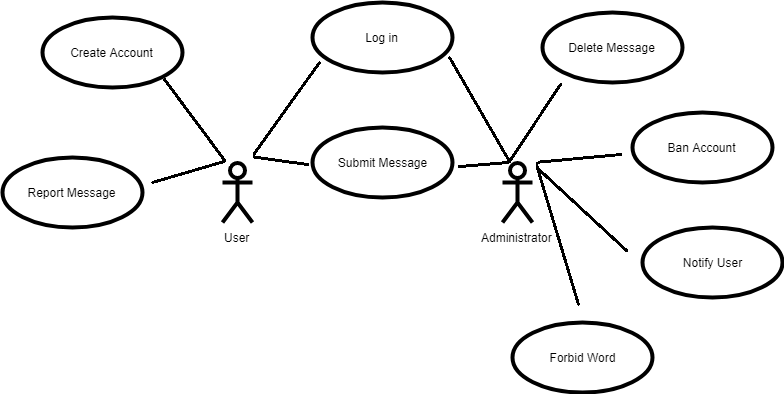 Log in
Delete Message
Create Account
Ban Account
Submit Message
Report Message
User
Administrator
Notify User
Forbid Word